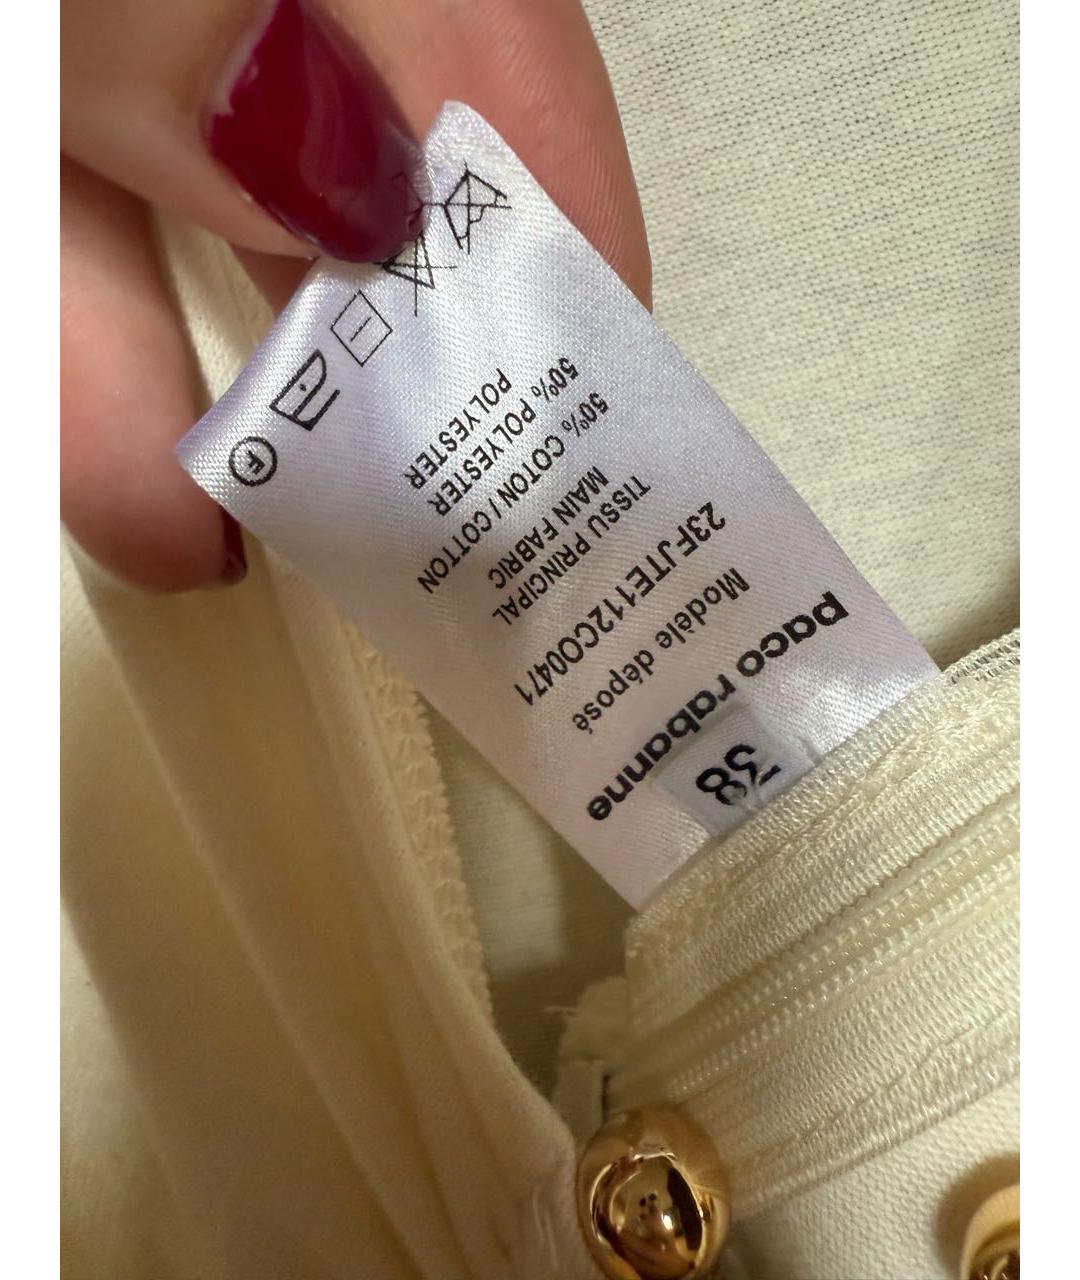 38
paco rabanne
Modèle déposé
23FJTE112CO0471
TISSU PRINCIPAL
MAIN FABRIC
50% COTON / COTTON
50% POLYESTER
POLYESTER
F